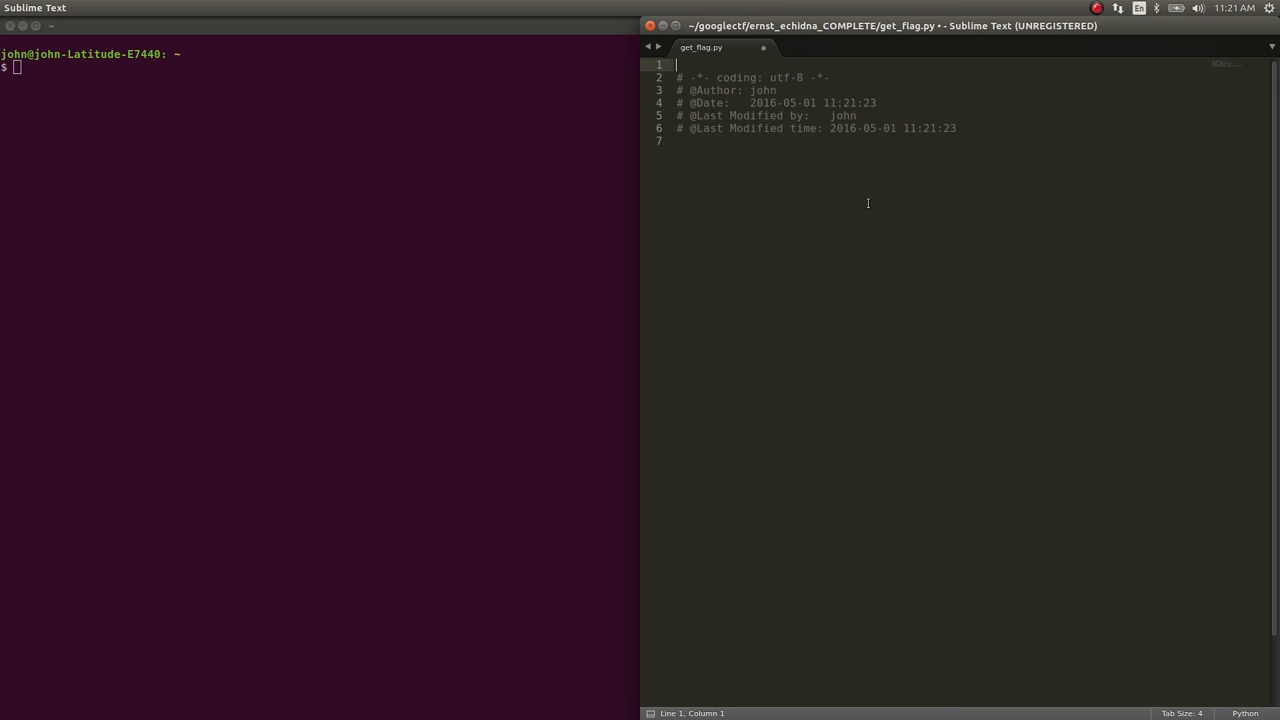 Sublime Text
En
11:21 AM
~
~/googlectf/ernst_echidna_COMPLETE/get_flag.py • - Sublime Text (UNREGISTERED)
get_flag.py
john@john-Latitude-E7440: ~
$
1
2 # -*- coding: utf-8 -*-
3 # @Author: john
4 # @Date:   2016-05-01 11:21:23
5 # @Last Modified by:   john
6 # @Last Modified time: 2016-05-01 11:21:23
7
Line 1, Column 1
Tab Size: 4
Python